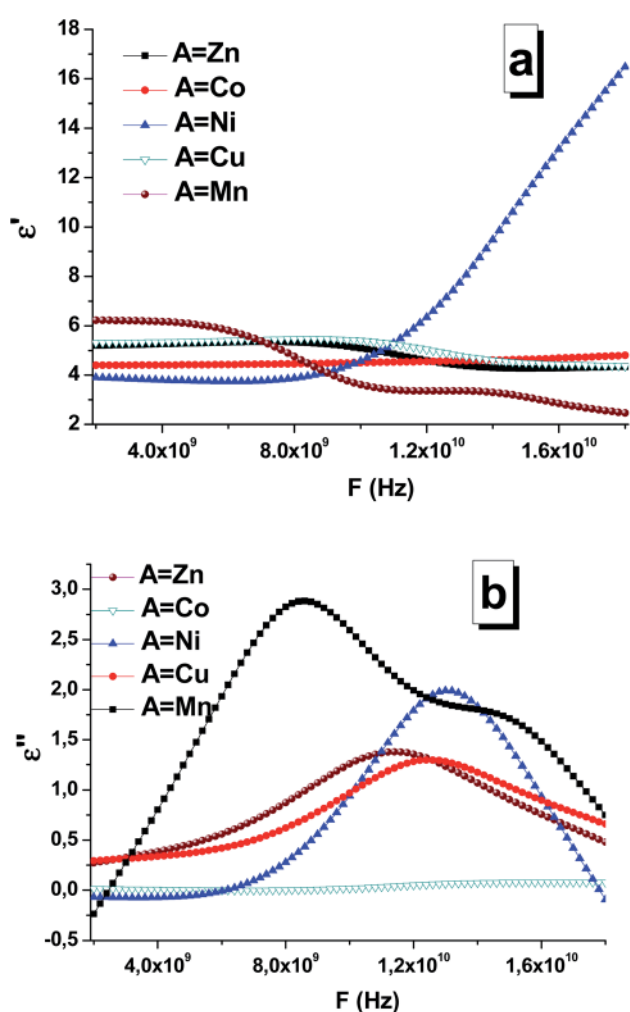 a
18
16
14
12
10
8
6
4
2
ε'
A=Zn
A=Co
A=Ni
A=Cu
A=Mn
4.0x10⁹
8.0x10⁹
1.2x10¹⁰
1.6x10¹⁰
F (Hz)
b
3,0
2,5
2,0
1,5
1,0
0,5
0,0
-0,5
ε''
A=Zn
A=Co
A=Ni
A=Cu
A=Mn
4,0x10⁹
8,0x10⁹
1,2x10¹⁰
1,6x10¹⁰
F (Hz)